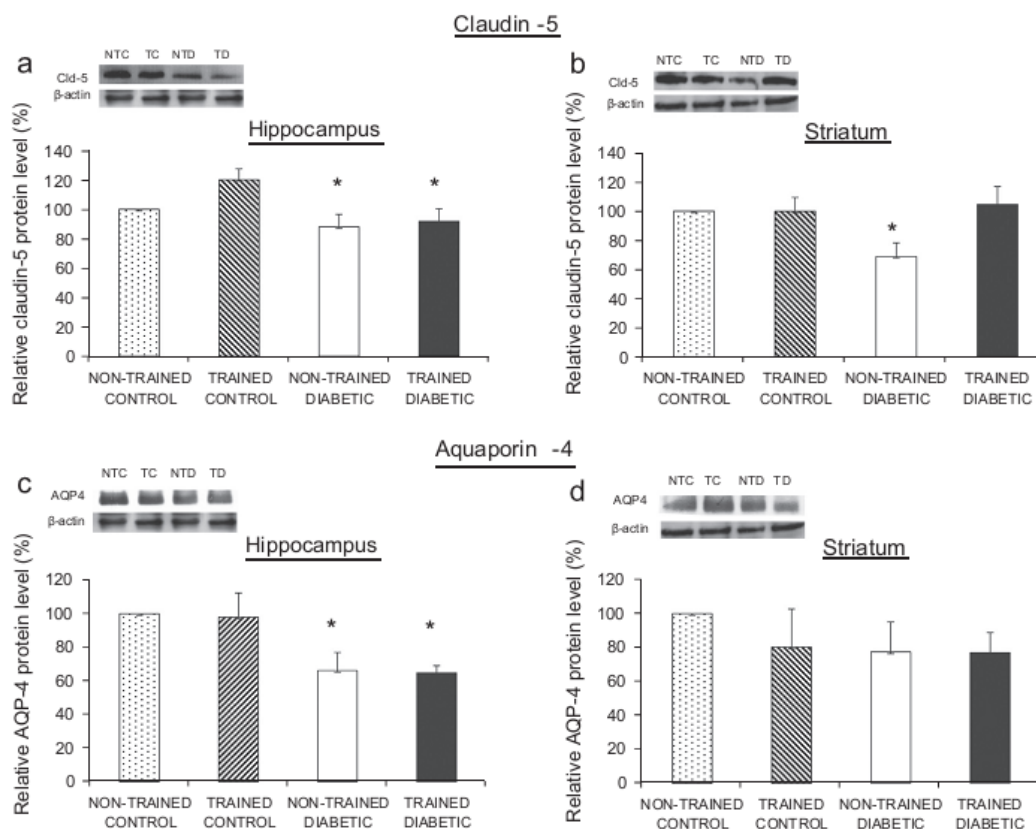 Claudin -5
a
NTC TC NTD TD
Cld-5
β-actin
Hippocampus
Relative claudin-5 protein level (%)
140
120
100
80
60
40
20
0
* *
NON-TRAINED TRAINED NON-TRAINED TRAINED
CONTROL CONTROL DIABETIC DIABETIC
b
NTC TC NTD TD
Cld-5
β-actin
Striatum
Relative claudin-5 protein level (%)
140
120
100
80
60
40
20
0
*
NON-TRAINED TRAINED NON-TRAINED TRAINED
CONTROL CONTROL DIABETIC DIABETIC
Aquaporin -4
c
NTC TC NTD TD
AQP4
β-actin
Hippocampus
Relative AQP-4 protein level (%)
120
100
80
60
40
20
0
* *
NON-TRAINED TRAINED NON-TRAINED TRAINED
CONTROL CONTROL DIABETIC DIABETIC
d
NTC TC NTD TD
AQP4
β-actin
Striatum
Relative AQP-4 protein level (%)
120
100
80
60
40
20
0
NON-TRAINED TRAINED NON-TRAINED TRAINED
CONTROL CONTROL DIABETIC DIABETIC